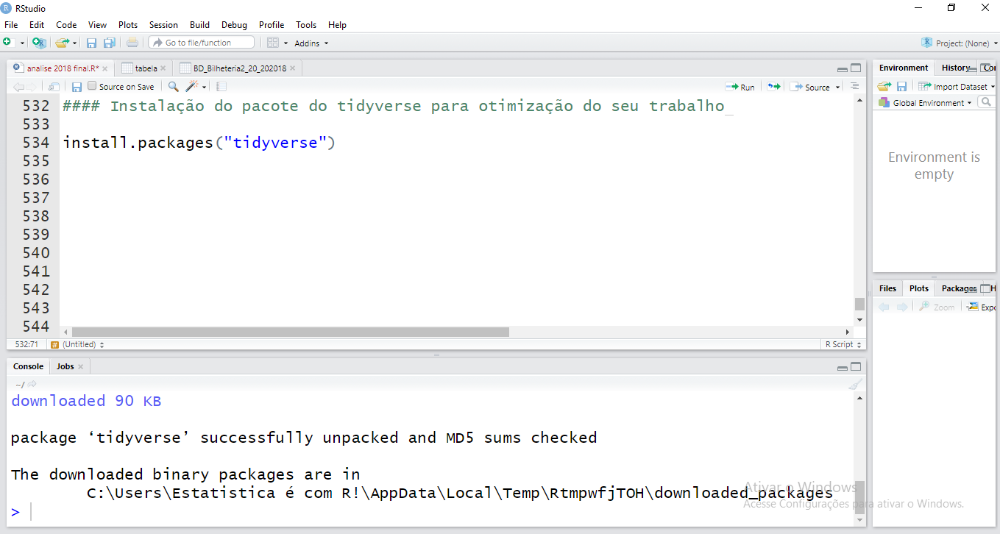 RStudio
File Edit Code View Plots Session Build Debug Profile Tools Help
Go to file/function Addins Project: (None)
analise 2018 final.R* tabela BD_Bilheteria2_20_202018
Source on Save Run Source
532 #### Instalação do pacote do tidyverse para otimização do seu trabalho_
533
534 install.packages("tidyverse")
535
536
537
538
539
540
541
542
543
544
532:71 # (Untitled) R Script
Console Jobs
~/
downloaded 90 KB
package ‘tidyverse’ successfully unpacked and MD5 sums checked
The downloaded binary packages are in
C:\Users\Estatistica é com R!\AppData\Local\Temp\RtmpwfjTOH\downloaded_packages
>
Environment History Con
Import Dataset
Global Environment
Environment is
empty
Files Plots Packages H
Zoom Expo
Ativar o Windows
Acesse Configurações para ativar o Windows.